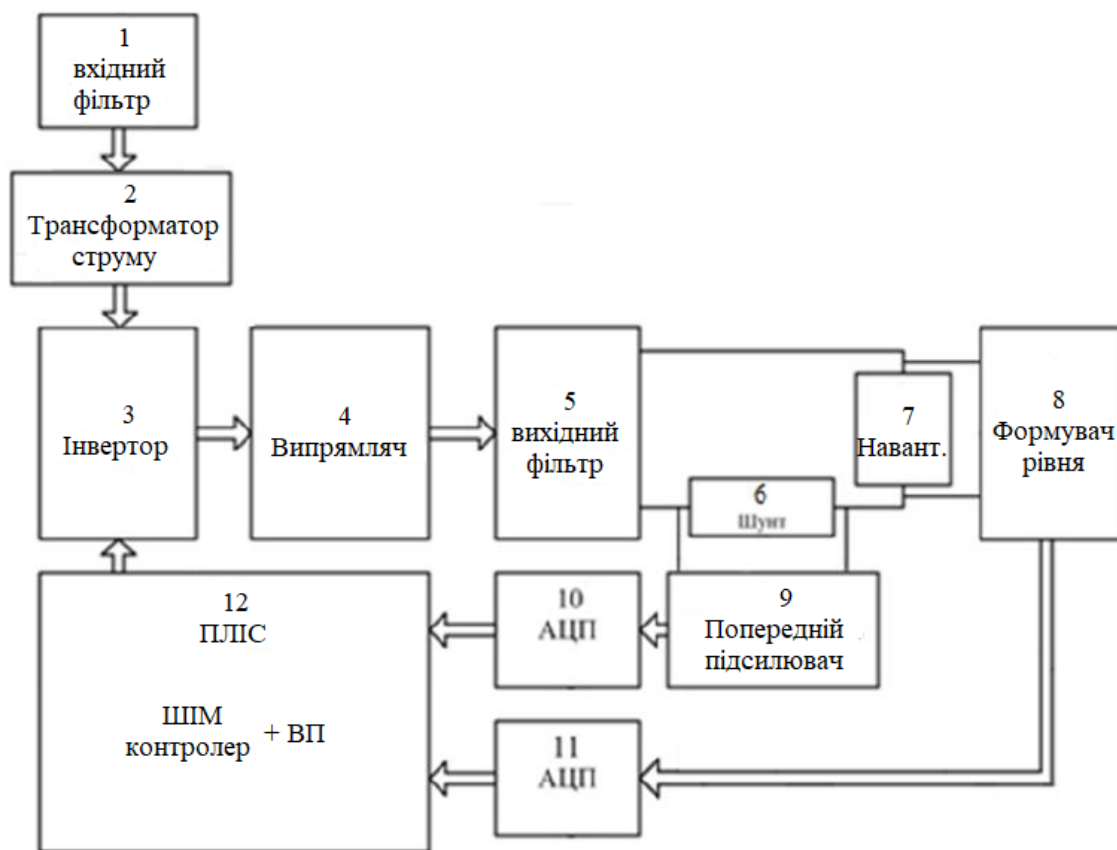 1
вхідний
фільтр
2
Трансформатор
струму
3
Інвертор
4
Випрямляч
5
вихідний
фільтр
6
Шунт
7
Навант.
8
Формувач
рівня
12
ПЛІС
ШІМ
контролер + ВП
10
АЦП
9
Попередній
підсилювач
11
АЦП